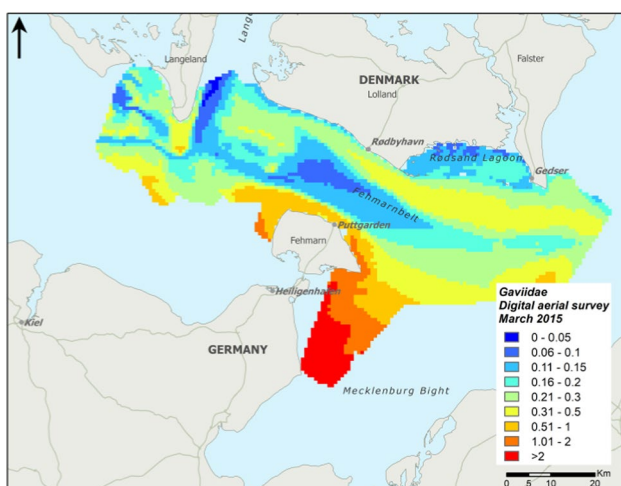 Lange
Langeland
DENMARK
Lolland
Falster
Rødbyhavn
Rødsand Lagoon
Gedser
Fehmarnbelt
Puttgarden
Fehmarn
Heiligenhafen
Kiel
GERMANY
Mecklenburg Bight
Gaviidae
Digital aerial survey
March 2015
0 - 0.05
0.06 - 0.1
0.11 - 0.15
0.16 - 0.2
0.21 - 0.3
0.31 - 0.5
0.51 - 1
1.01 - 2
>2
Km
0 5 10 20